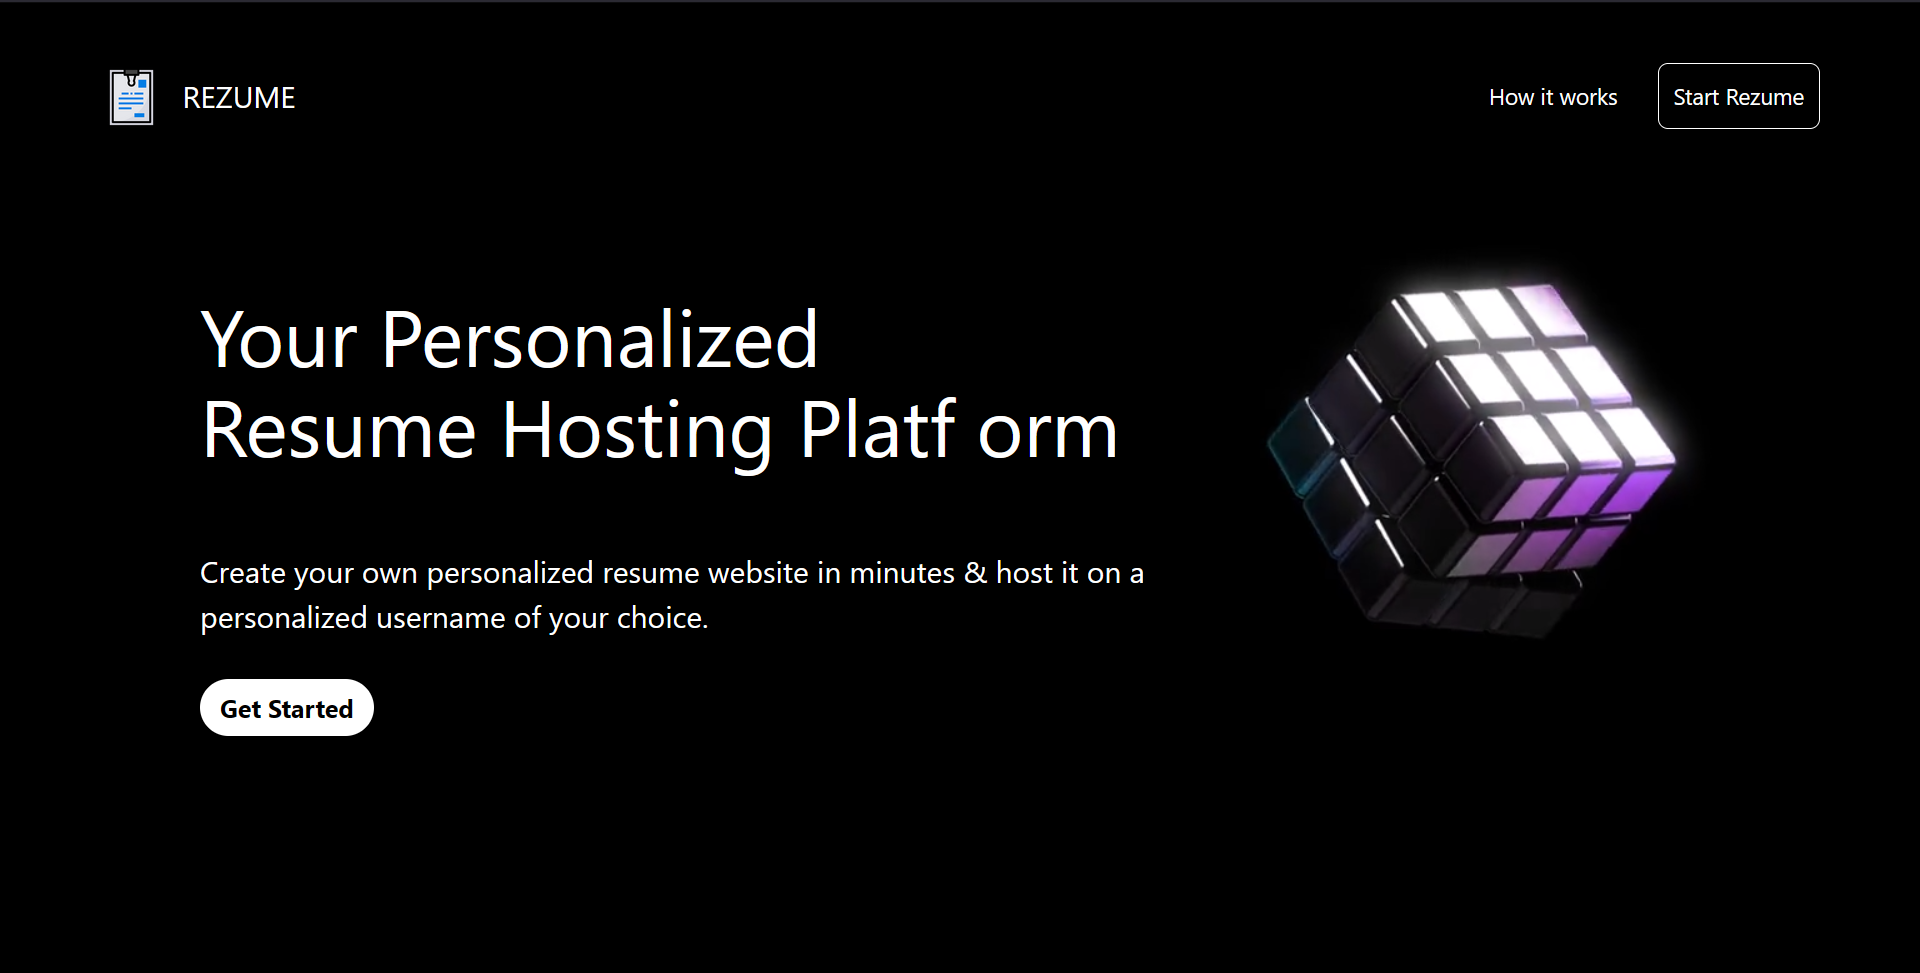 REZUME
How it works
Start Rezume
Your Personalized
Resume Hosting Platf orm
Create your own personalized resume website in minutes & host it on a
personalized username of your choice.
Get Started